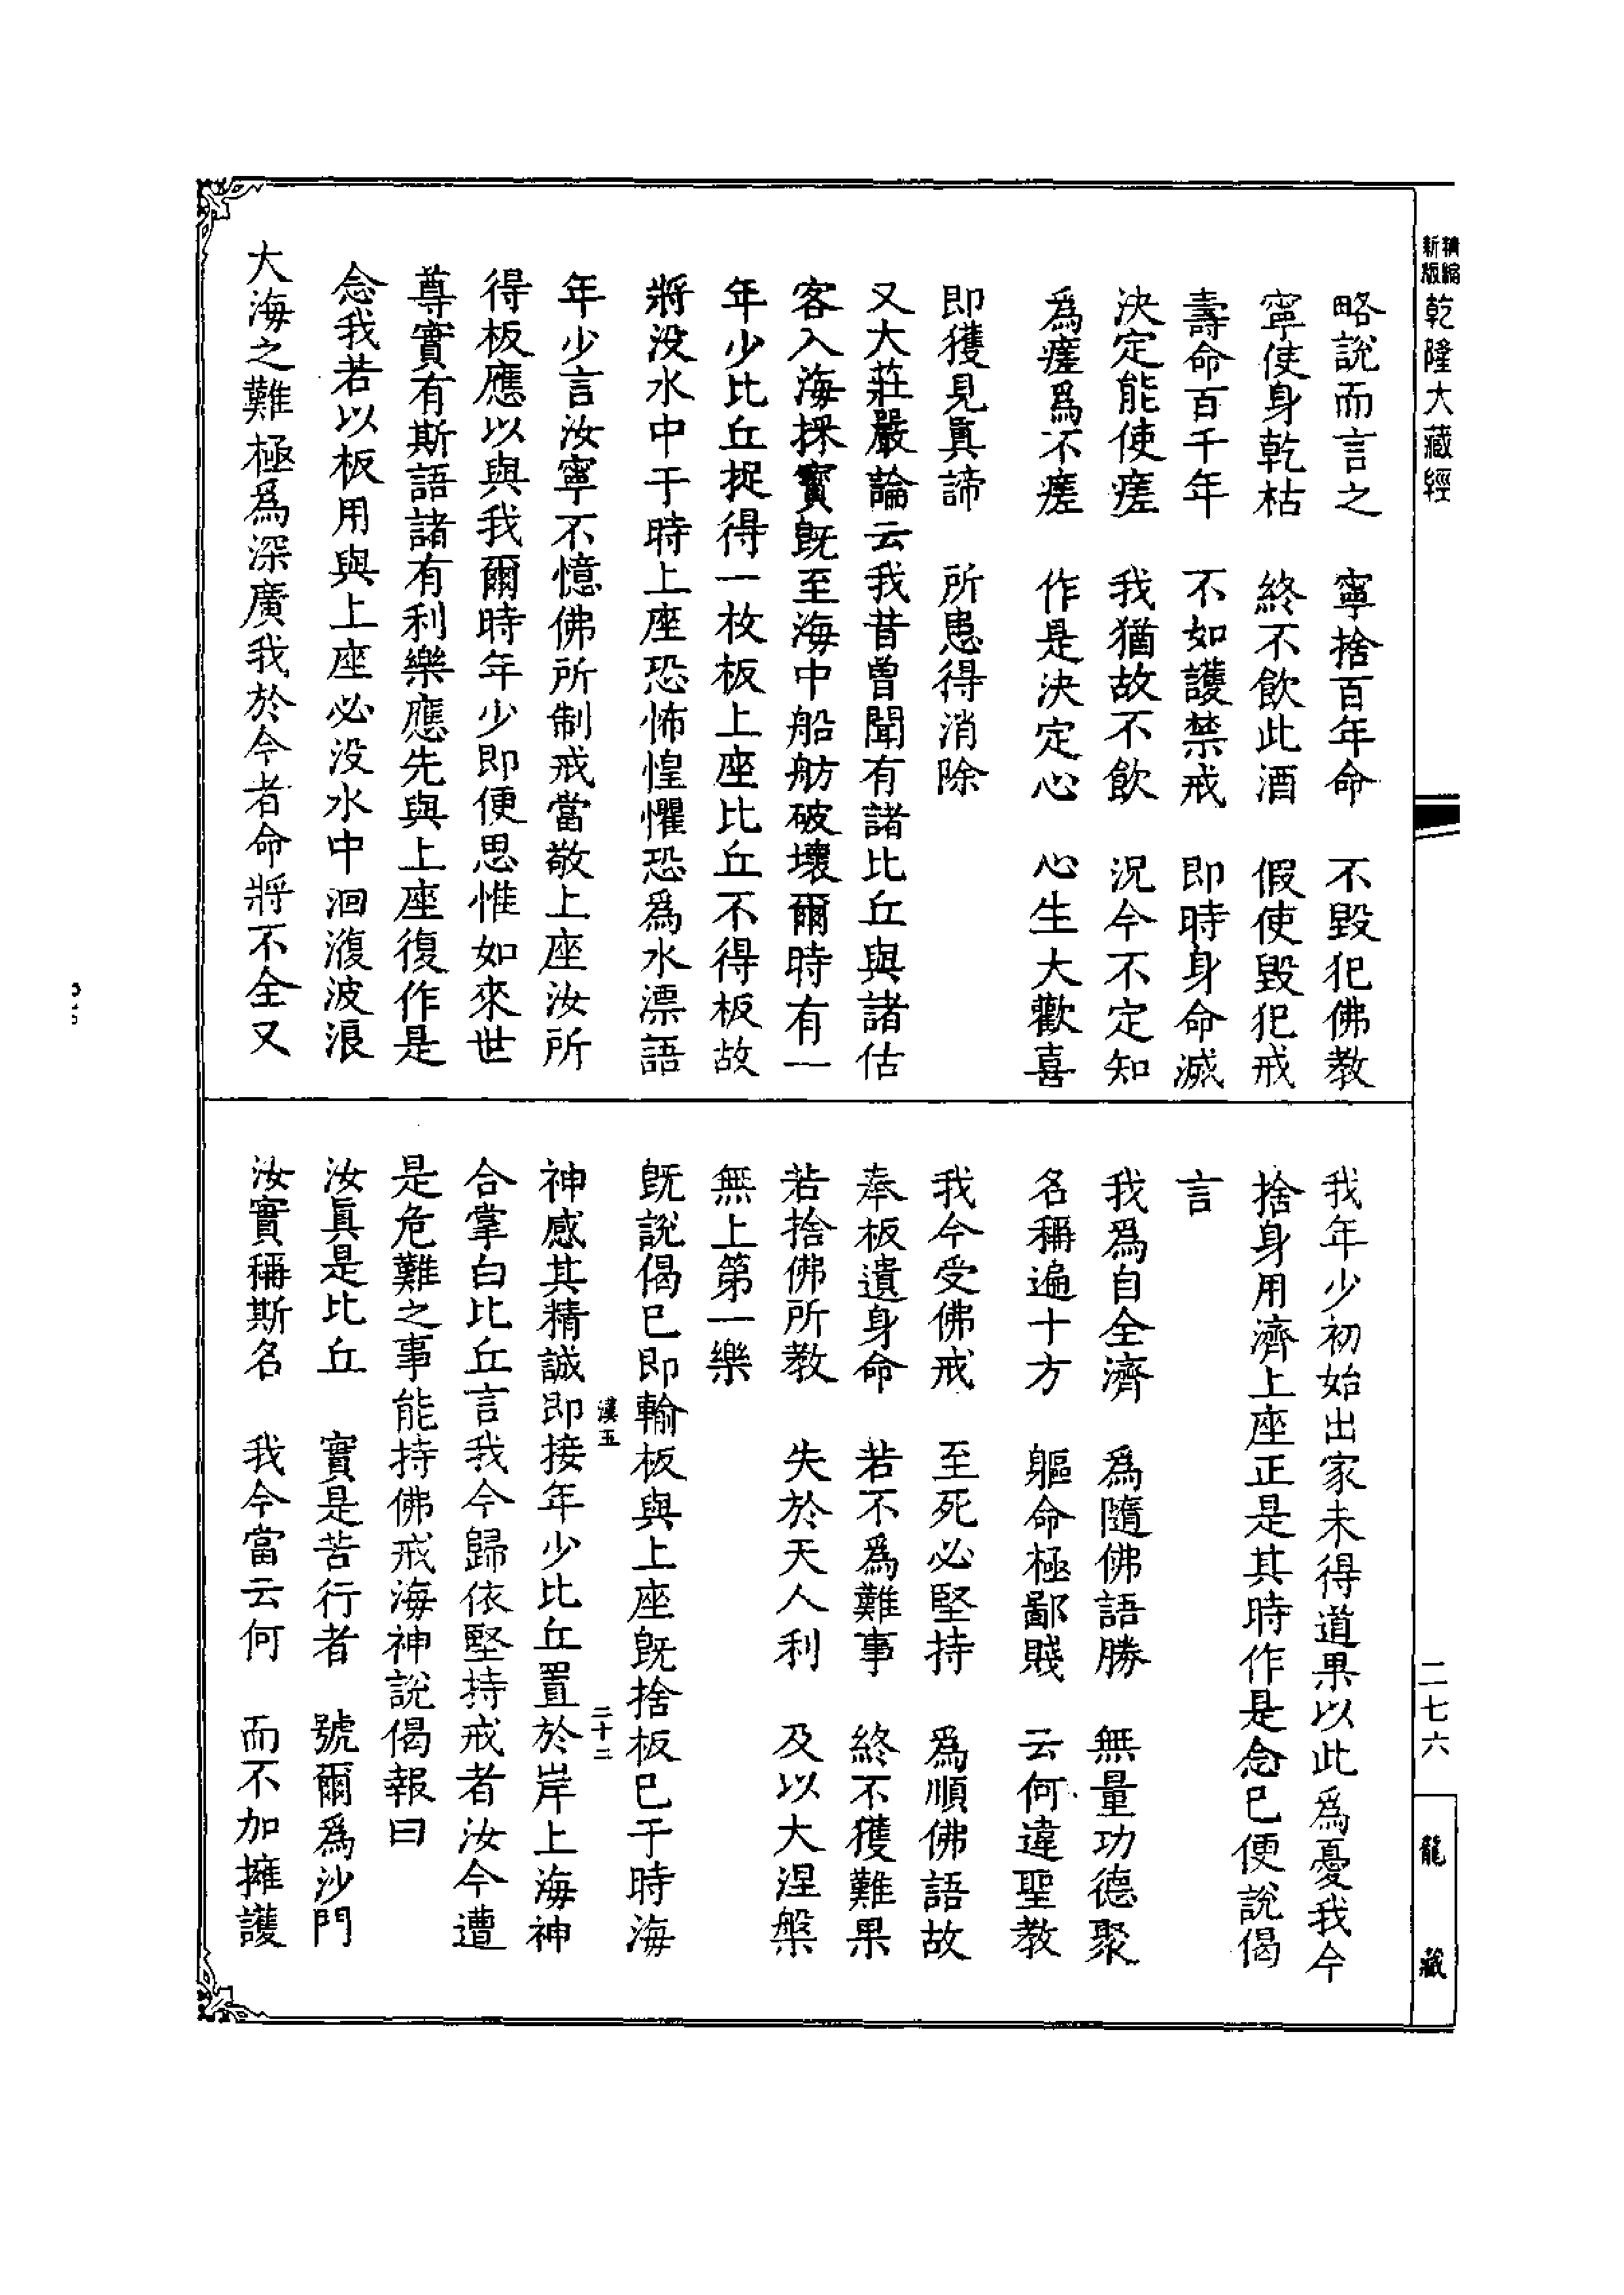 新版
精縮
乾隆大藏經
二七六
龍藏
略說而言之　寧捨百年命　不毀犯佛教
寧使身乾枯　終不飲此酒　假使毀犯戒
壽命百千年　不如護禁戒　即時身命滅
決定能使瘥　我猶故不飲　況今不定知
爲瘥爲不瘥　作是決定心　心生大歡喜
即獲見眞諦　所患得消除
又大莊嚴論云我昔曾聞有諸比丘與諸估
客入海採寶既至海中船舫破壞爾時有一
年少比丘捉得一枚板上座比丘不得板故
將没水中于時上座恐怖惶懼恐爲水漂語
年少言汝寧不憶佛所制戒當敬上座汝所
得板應以與我爾時年少即便思惟如來世
尊實有斯語諸有利樂應先與上座復作是
念我若以板用與上座必没水中洄澓波浪
大海之難極爲深廣我於今者命將不全又
我年少初始出家未得道果以此爲憂我今
捨身用濟上座正是其時作是念已便說偈
言
我爲自全濟　爲隨佛語勝　無量功德聚
名稱遍十方　軀命極鄙賤　云何違聖教
我今受佛戒　至死必堅持　爲順佛語故
奉板遺身命　若不爲難事　終不獲難果
若捨佛所教　失於天人利　及以大涅槃
無上第一樂
既說偈已即輸板與上座既捨板已于時海
漢五　二十二
神感其精誠即接年少比丘置於岸上海神
合掌白比丘言我今歸依堅持戒者汝今遭
是危難之事能持佛戒海神說偈報曰
汝眞是比丘　實是苦行者　號爾爲沙門
汝實稱斯名　我今當云何　而不加擁護